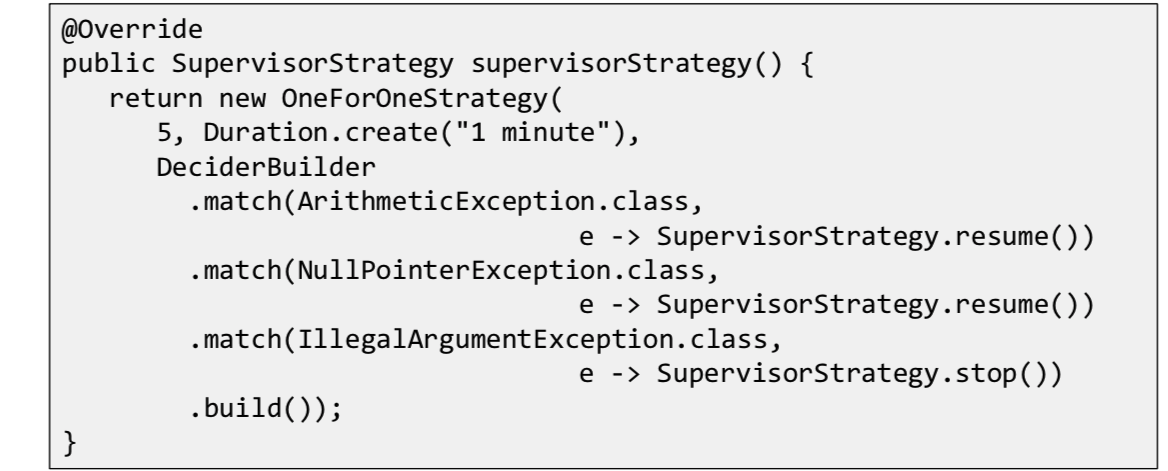 @Override
public SupervisorStrategy supervisorStrategy() {
   return new OneForOneStrategy(
      5, Duration.create("1 minute"),
      DeciderBuilder
        .match(ArithmeticException.class,
                                 e -> SupervisorStrategy.resume())
        .match(NullPointerException.class,
                                 e -> SupervisorStrategy.resume())
        .match(IllegalArgumentException.class,
                                 e -> SupervisorStrategy.stop())
        .build());
}